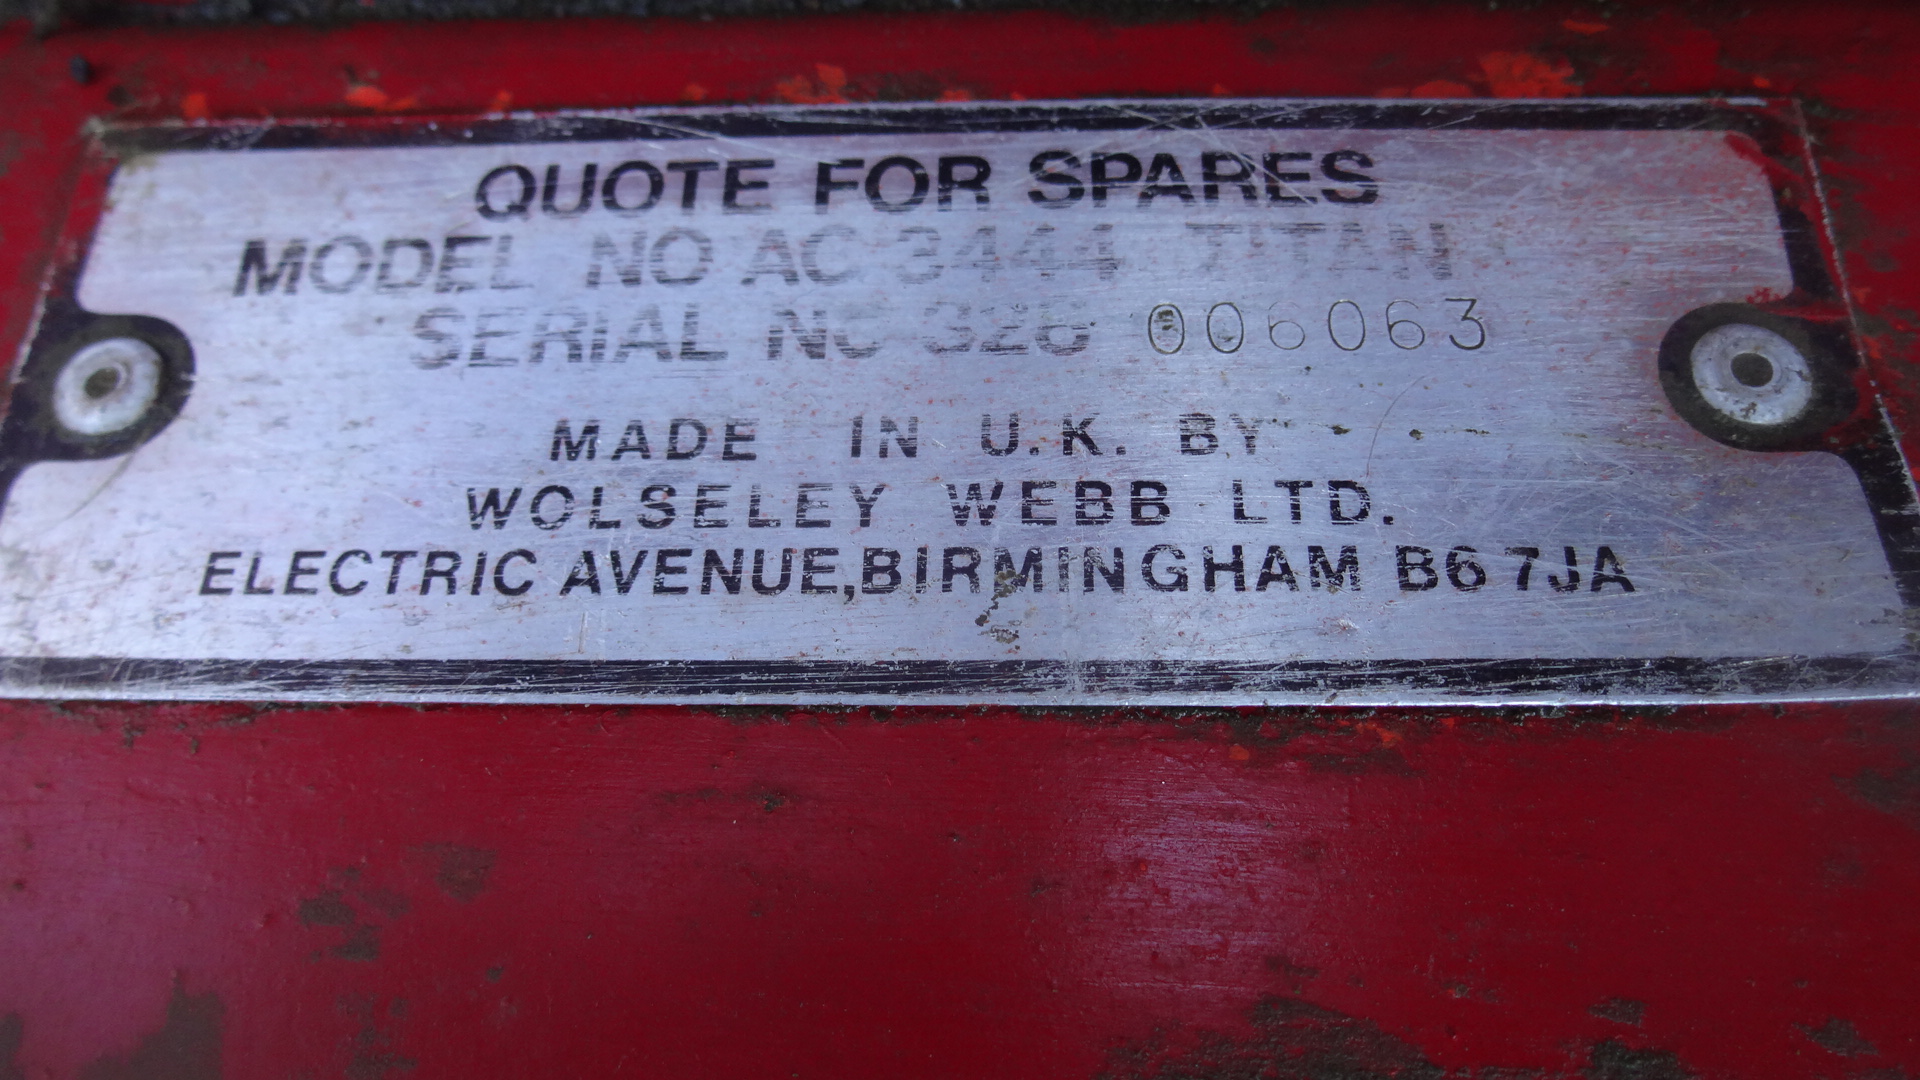 QUOTE FOR SPARES
MODEL NO AC 3444 TITAN
SERIAL NO 326 006063
MADE IN U.K. BY
WOLSELEY WEBB LTD.
ELECTRIC AVENUE,BIRMINGHAM B6 7JA